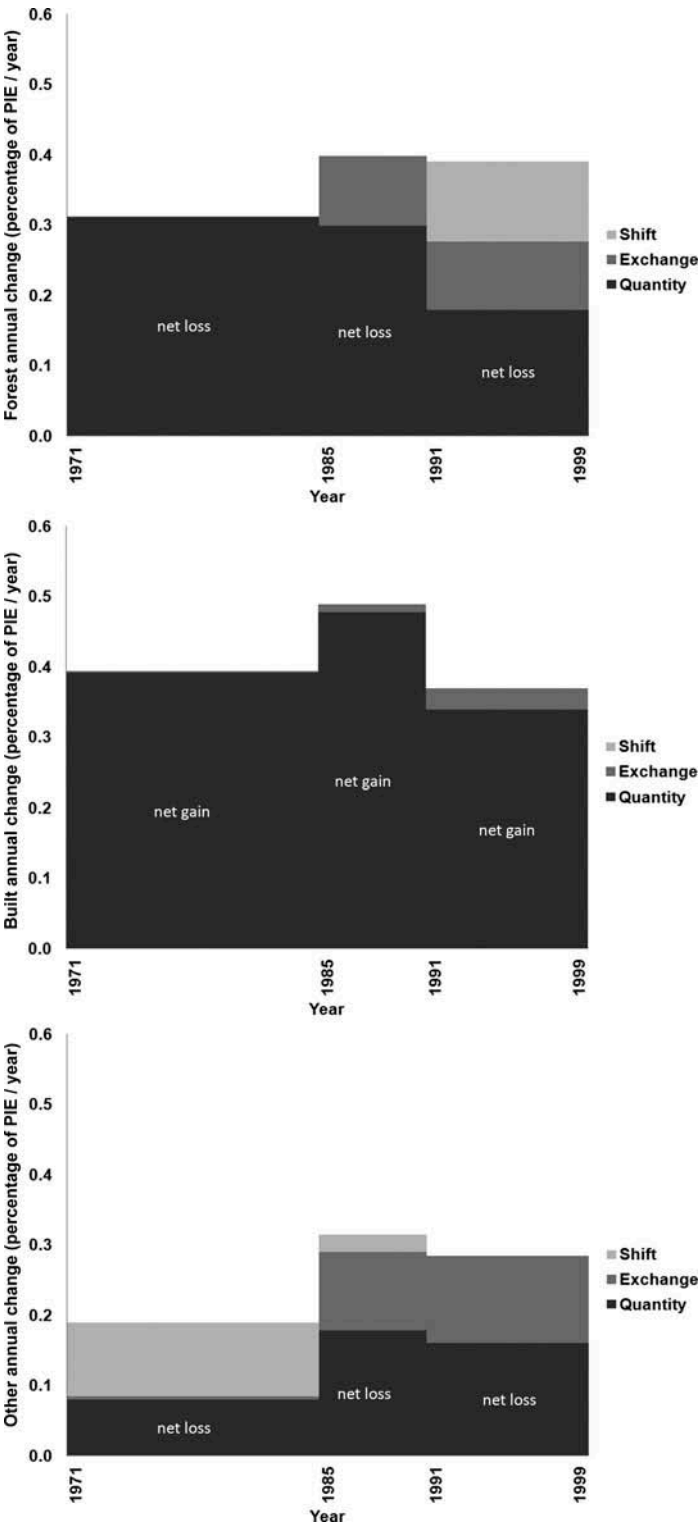 Forest annual change (percentage of PIE / year)
0.6
0.5
0.4
0.3
0.2
0.1
0.0
net loss
net loss
net loss
Shift
Exchange
Quantity
1971
1985
1991
1999
Year
Built annual change (percentage of PIE / year)
0.6
0.5
0.4
0.3
0.2
0.1
0.0
net gain
net gain
net gain
Shift
Exchange
Quantity
1971
1985
1991
1999
Year
Other annual change (percentage of PIE / year)
0.6
0.5
0.4
0.3
0.2
0.1
0.0
net loss
net loss
net loss
Shift
Exchange
Quantity
1971
1985
1991
1999
Year